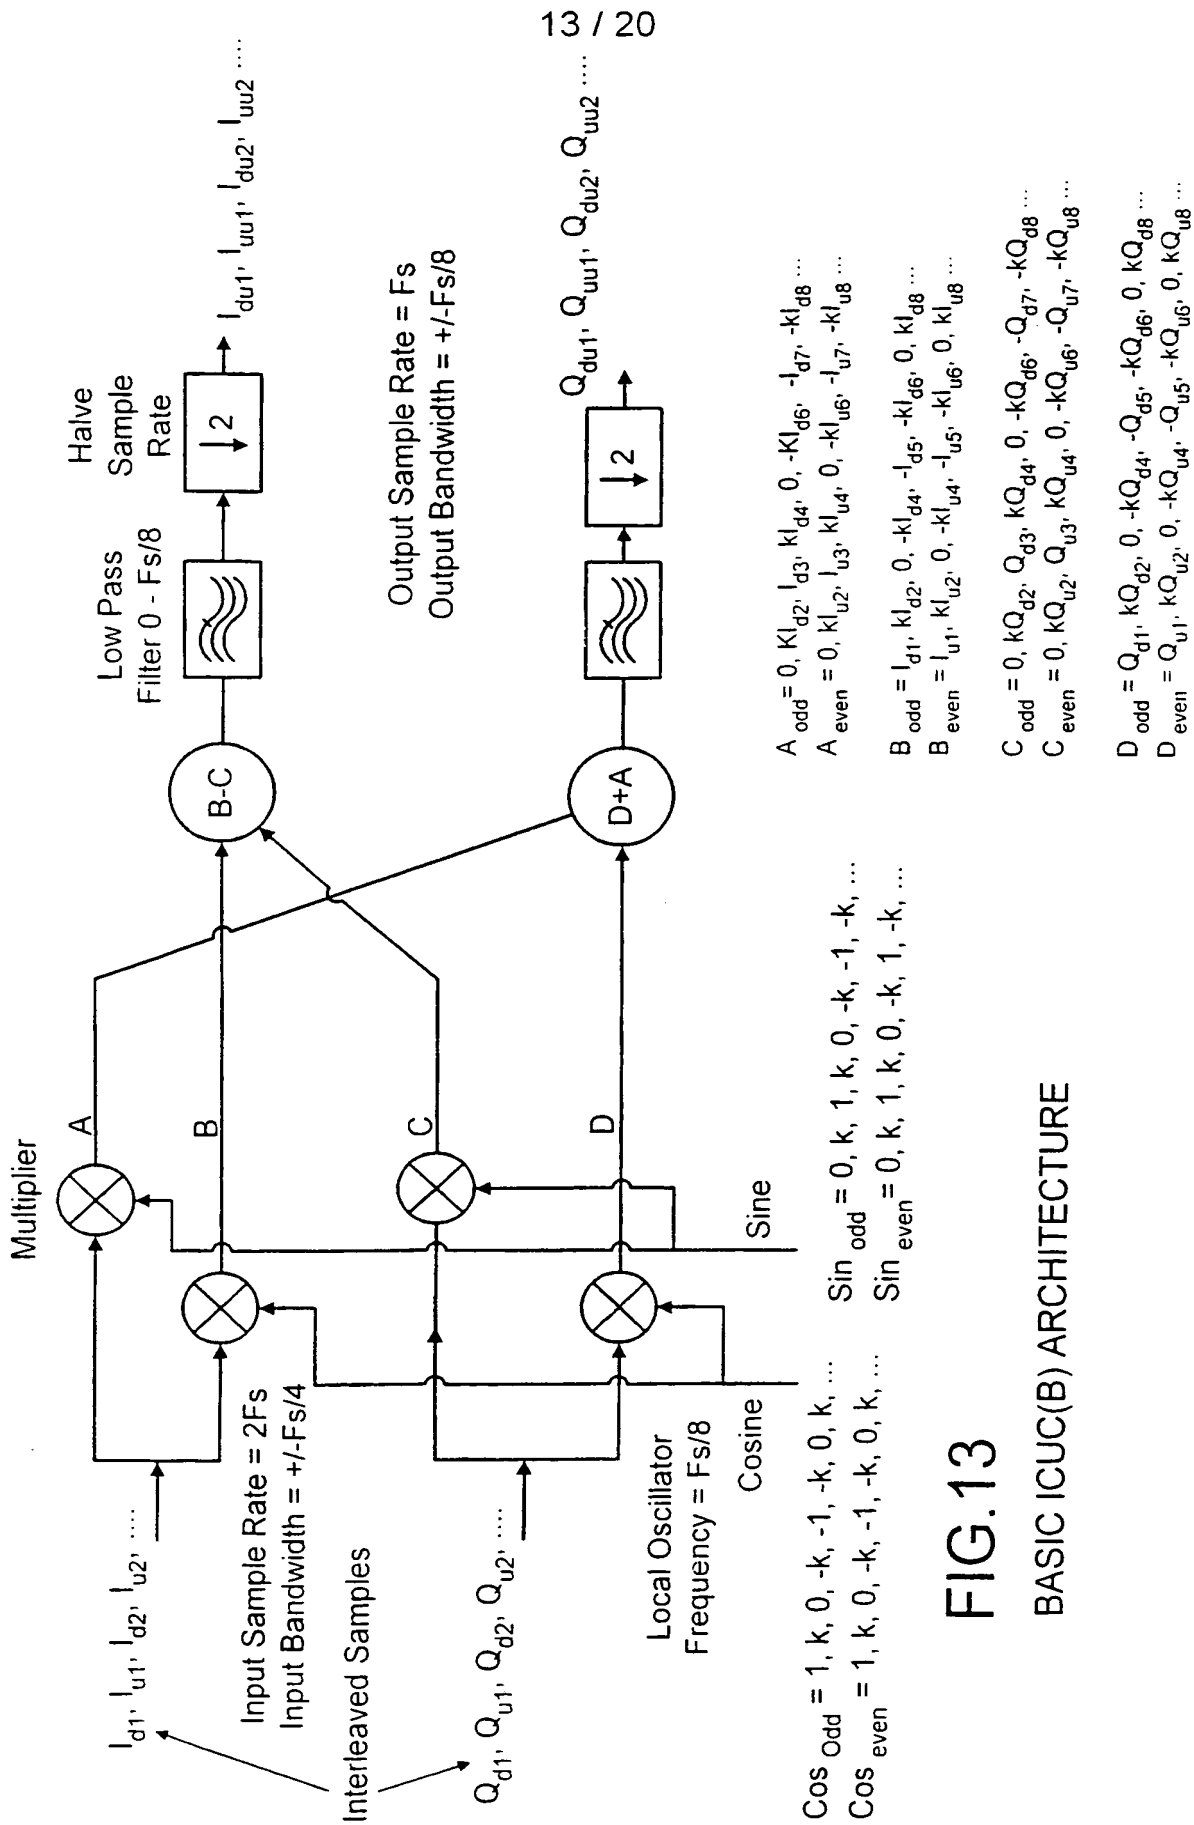 13 / 20
Multiplier
I_d1, I_u1, I_d2, I_u2, ....
Input Sample Rate = 2Fs
Input Bandwidth = +/-Fs/4
Interleaved Samples
Q_d1, Q_u1, Q_d2, Q_u2, ....
Local Oscillator
Frequency = Fs/8
Cosine
Sine
A
B
C
D
B-C
D+A
Low Pass
Filter 0 - Fs/8
Halve
Sample
Rate
↓2
↓2
I_du1, I_uu1, I_du2, I_uu2 ....
Output Sample Rate = Fs
Output Bandwidth = +/-Fs/8
Q_du1, Q_uu1, Q_du2, Q_uu2 ....
Cos_Odd = 1, k, 0, -k, -1, -k, 0, k, ...
Cos_even = 1, k, 0, -k, -1, -k, 0, k, ...
Sin_odd = 0, k, 1, k, 0, -k, -1, -k, ...
Sin_even = 0, k, 1, k, 0, -k, 1, -k, ...
A_odd = 0, KI_d2, I_d3, kI_d4, 0, -KI_d6, -I_d7, -kI_d8 ...
A_even = 0, kI_u2, I_u3, kI_u4, 0, -kI_u6, -I_u7, -kI_u8 ...
B_odd = I_d1, kI_d2, 0, -kI_d4, -I_d5, -kI_d6, 0, kI_d8 ...
B_even = I_u1, kI_u2, 0, -kI_u4, -I_u5, -kI_u6, 0, kI_u8 ...
C_odd = 0, kQ_d2, Q_d3, kQ_d4, 0, -kQ_d6, -Q_d7, -kQ_d8 ...
C_even = 0, kQ_u2, Q_u3, kQ_u4, 0, -kQ_u6, -Q_u7, -kQ_u8 ...
D_odd = Q_d1, kQ_d2, 0, -kQ_d4, -Q_d5, -kQ_d6, 0, kQ_d8 ...
D_even = Q_u1, kQ_u2, 0, -kQ_u4, -Q_u5, -kQ_u6, 0, kQ_u8 ...
FIG.13
BASIC ICUC(B) ARCHITECTURE